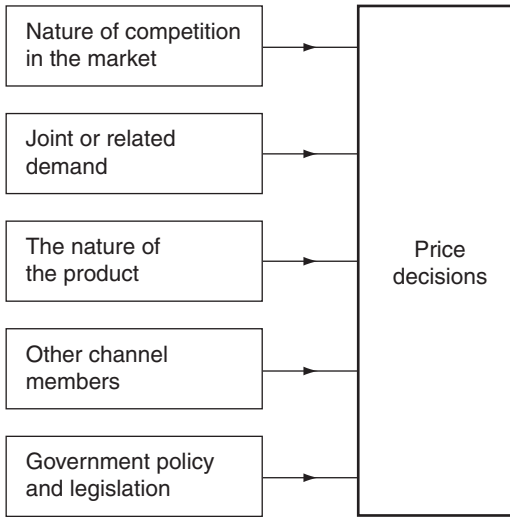 Nature of competition
in the market
Joint or related
demand
The nature of
the product
Other channel
members
Government policy
and legislation
Price
decisions